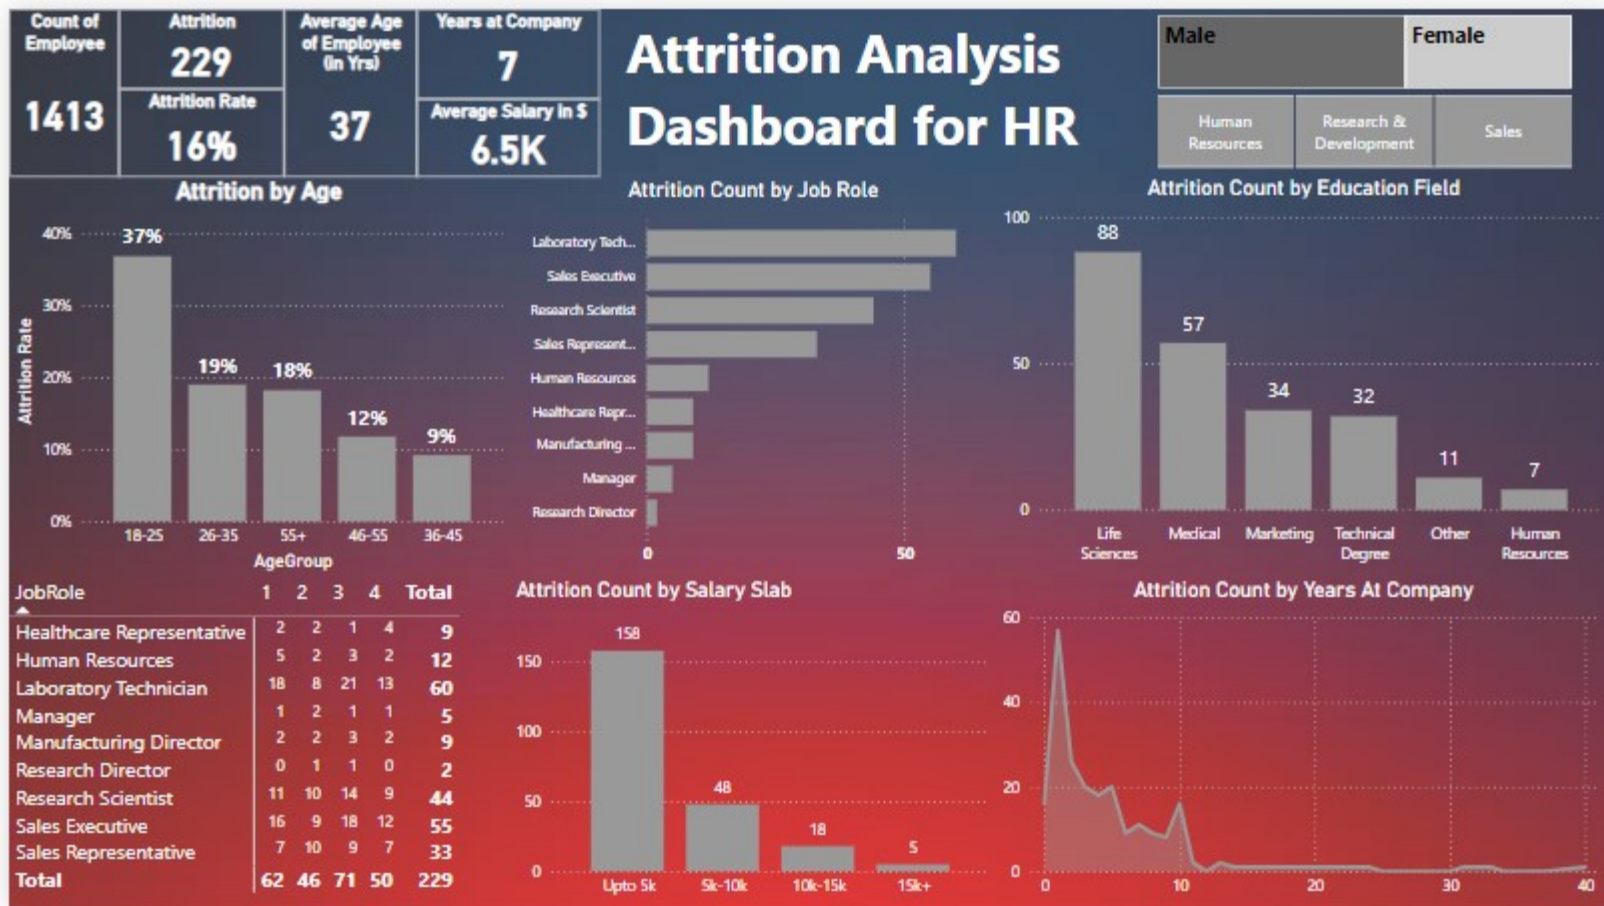 Count of
Employee
1413
Attrition
229
Attrition Rate
16%
Average Age
of Employee
(in Yrs)
37
Years at Company
7
Average Salary in $
6.5K
Attrition Analysis
Dashboard for HR
Male
Female
Human
Resources
Research &
Development
Sales
Attrition by Age
Attrition Rate
40%
30%
20%
10%
0%
37%
19%
18%
12%
9%
18-25
26-35
55+
46-55
36-45
AgeGroup
Attrition Count by Job Role
Laboratory Tech...
Sales Executive
Research Scientist
Sales Represent...
Human Resources
Healthcare Repr...
Manufacturing ...
Manager
Research Director
0
50
Attrition Count by Education Field
100
50
0
88
57
34
32
11
7
Life
Sciences
Medical
Marketing
Technical
Degree
Other
Human
Resources
JobRole 1 2 3 4 Total
Healthcare Representative 2 2 1 4 9
Human Resources 5 2 3 2 12
Laboratory Technician 18 8 21 13 60
Manager 1 2 1 1 5
Manufacturing Director 2 2 3 2 9
Research Director 0 1 1 0 2
Research Scientist 11 10 14 9 44
Sales Executive 16 9 18 12 55
Sales Representative 7 10 9 7 33
Total 62 46 71 50 229
Attrition Count by Salary Slab
150
100
50
0
158
48
18
5
Upto 5k
5k-10k
10k-15k
15k+
Attrition Count by Years At Company
60
40
20
0
0
10
20
30
40